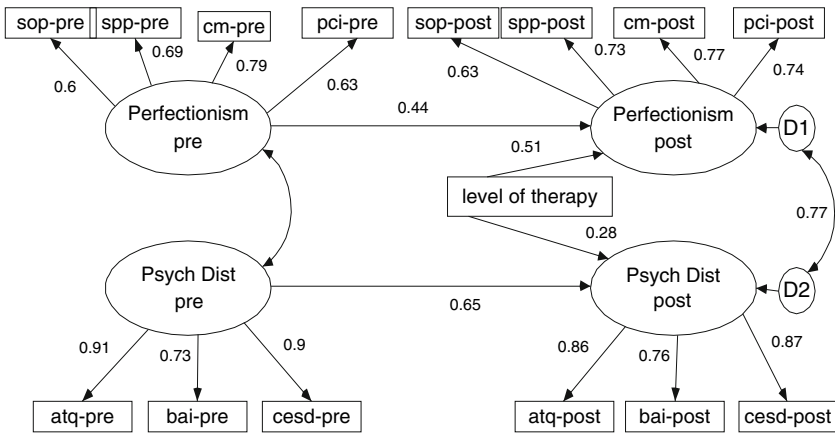 sop-pre spp-pre cm-pre pci-pre sop-post spp-post cm-post pci-post
0.6 0.69 0.79 0.63 0.63 0.73 0.77 0.74
Perfectionism
pre
0.44
Perfectionism
post
D1
0.51
level of therapy
0.28
0.77
Psych Dist
pre
0.65
Psych Dist
post
D2
0.91 0.73 0.9 0.86 0.76 0.87
atq-pre bai-pre cesd-pre atq-post bai-post cesd-post